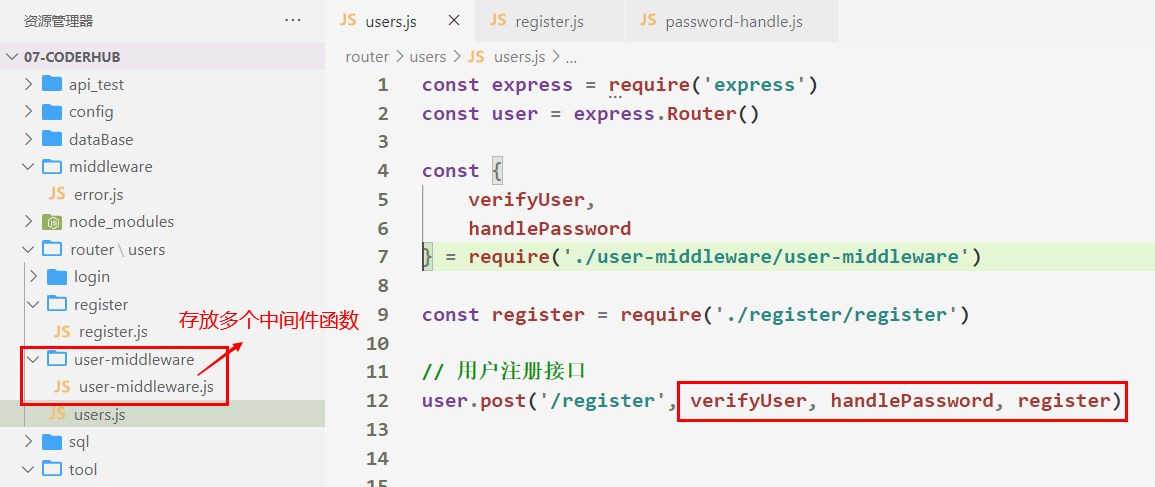 资源管理器
···
07-CODERHUB
api_test
config
dataBase
middleware
JS error.js
node_modules
router \ users
login
register
JS register.js
user-middleware
JS user-middleware.js
JS users.js
sql
tool
存放多个中间件函数
JS users.js × JS register.js JS password-handle.js
router > users > JS users.js > ...
1 const express = require('express')
2 const user = express.Router()
3
4 const {
5 verifyUser,
6 handlePassword
7 } = require('./user-middleware/user-middleware')
8
9 const register = require('./register/register')
10
11 // 用户注册接口
12 user.post('/register', verifyUser, handlePassword, register)
13
14
15